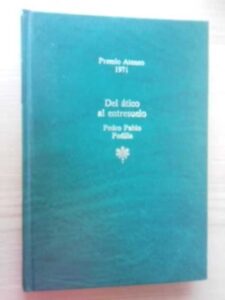 Premio Ateneo
1971
Del ático
al entresuelo
Pedro Pablo
Padilla